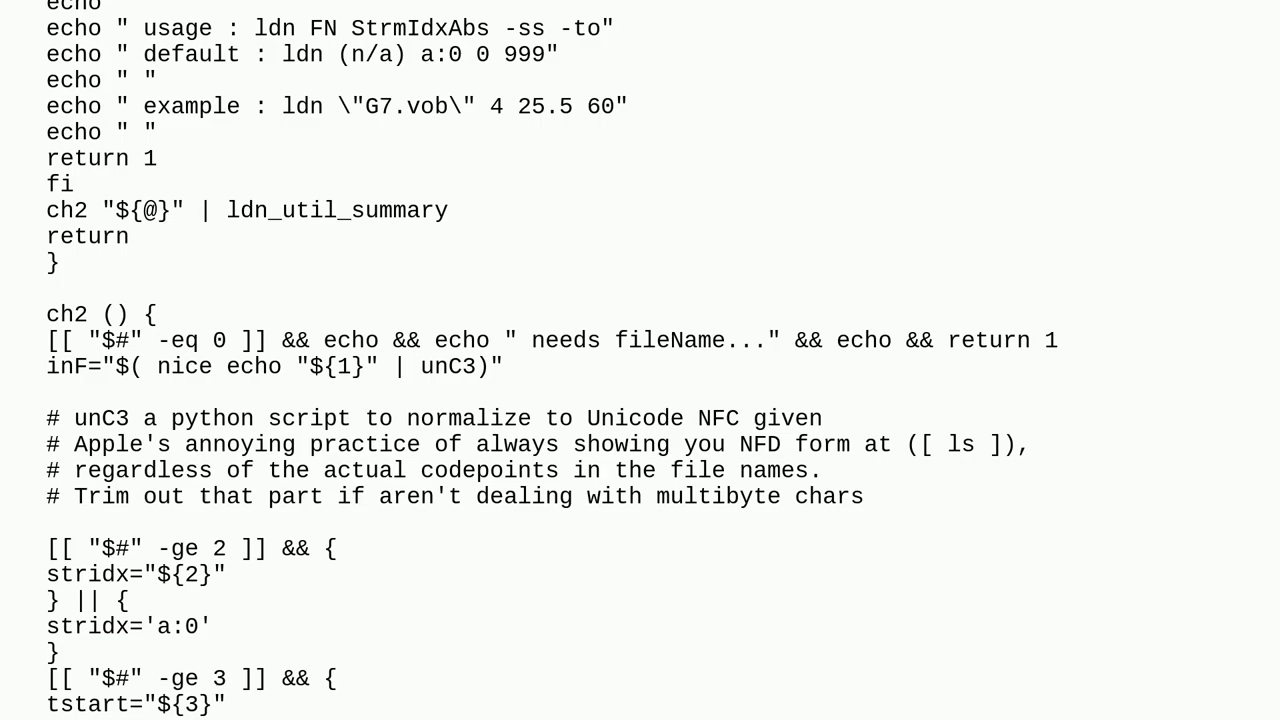 echo
echo " usage : ldn FN StrmIdxAbs -ss -to"
echo " default : ldn (n/a) a:0 0 999"
echo " "
echo " example : ldn \"G7.vob\" 4 25.5 60"
echo " "
return 1
fi
ch2 "${@}" | ldn_util_summary
return
}
ch2 () {
[[ "$#" -eq 0 ]] && echo && echo " needs fileName..." && echo && return 1
inF="$( nice echo "${1}" | unC3)"
# unC3 a python script to normalize to Unicode NFC given
# Apple's annoying practice of always showing you NFD form at ([ ls ]),
# regardless of the actual codepoints in the file names.
# Trim out that part if aren't dealing with multibyte chars
[[ "$#" -ge 2 ]] && {
stridx="${2}"
} || {
stridx='a:0'
}
[[ "$#" -ge 3 ]] && {
tstart="${3}"